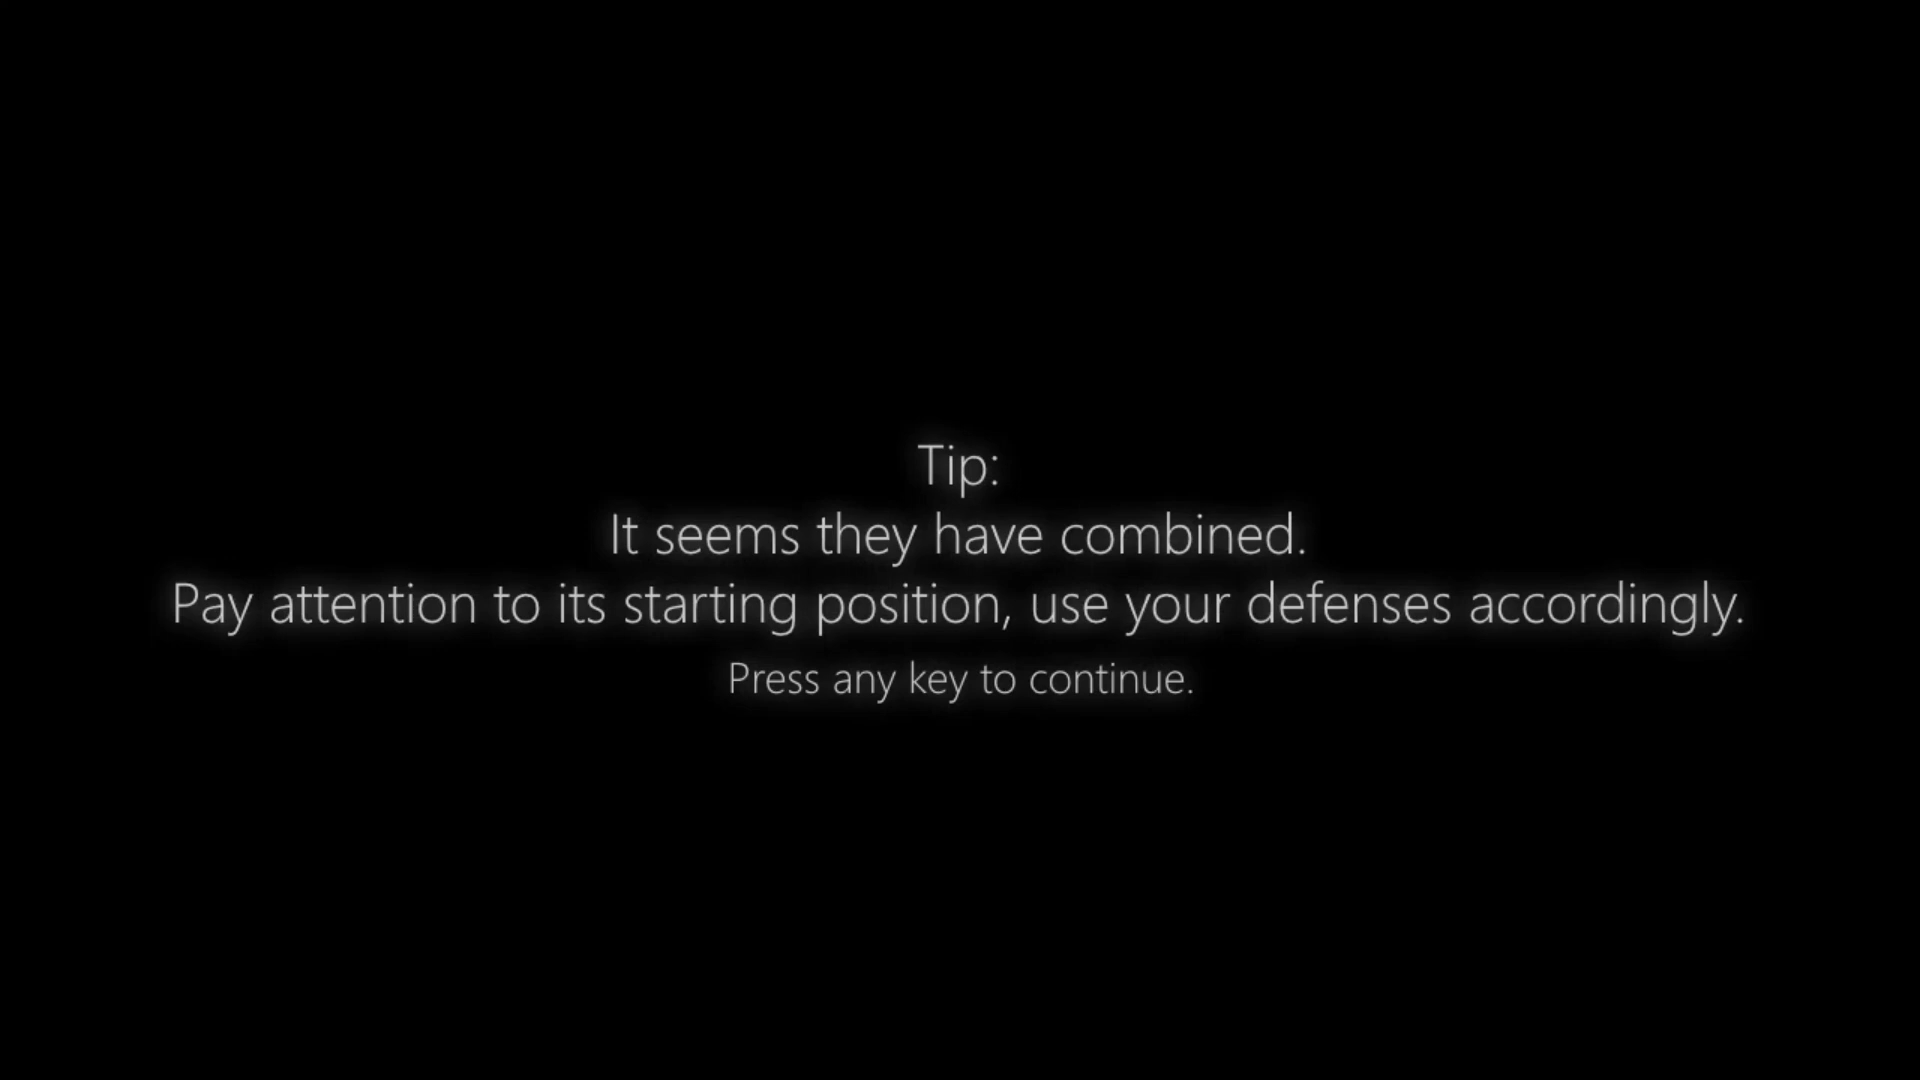 Tip:
It seems they have combined.
Pay attention to its starting position, use your defenses accordingly.
Press any key to continue.